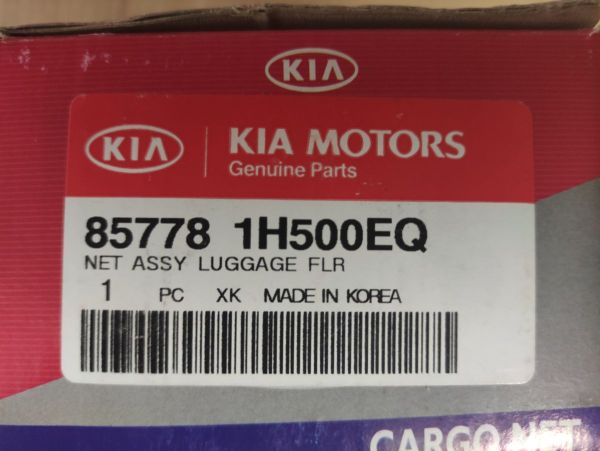 KIA
KIA | KIA MOTORS
Genuine Parts
85778 1H500EQ
NET ASSY LUGGAGE FLR
1 PC XK MADE IN KOREA
CARGO NET